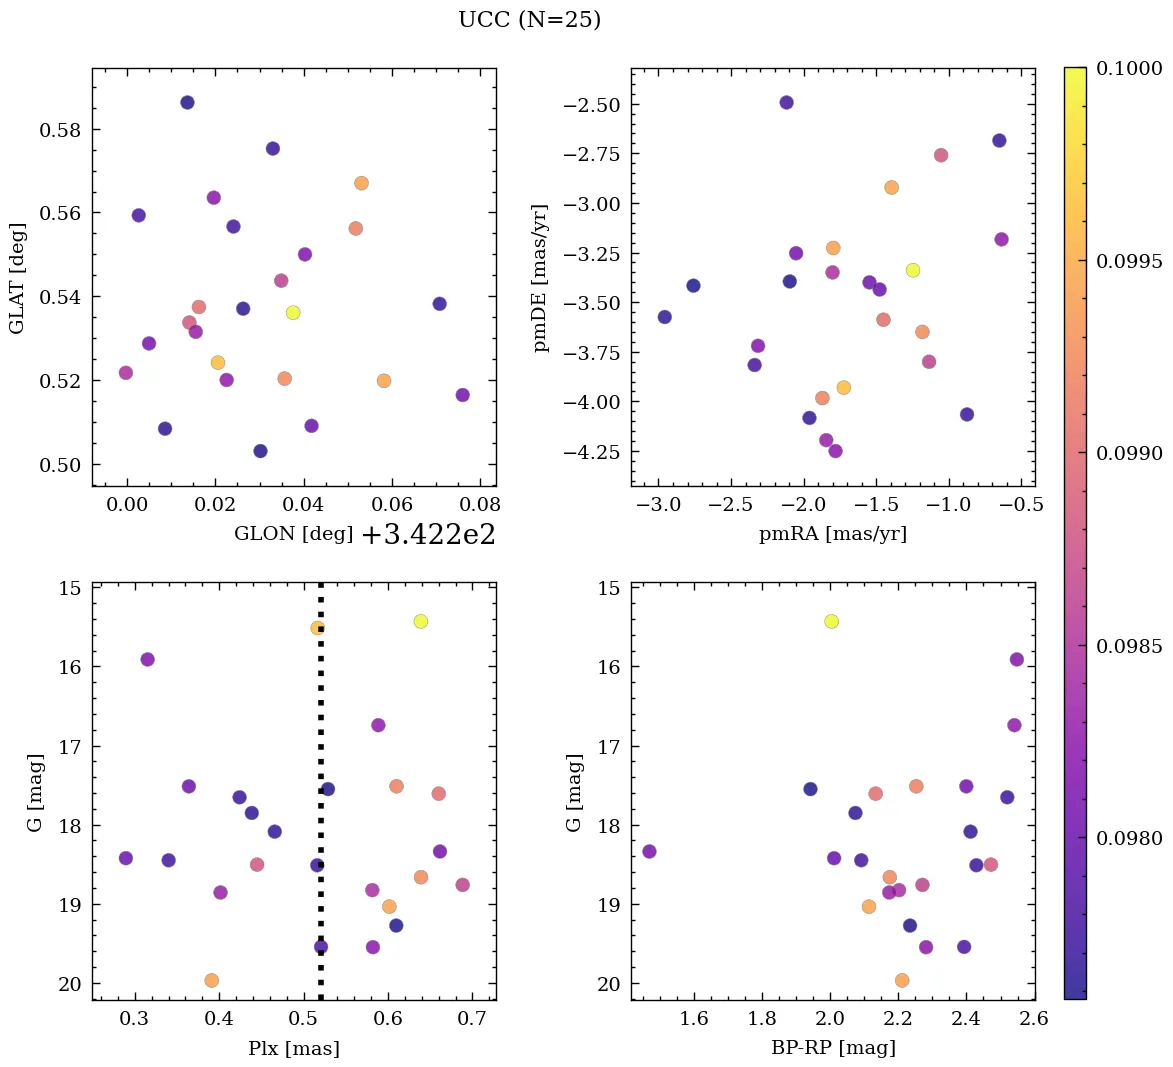 UCC (N=25)
0.58
0.56
0.54
0.52
0.50
GLAT [deg]
0.00 0.02 0.04 0.06 0.08
GLON [deg] +3.422e2
−2.50
−2.75
−3.00
−3.25
−3.50
−3.75
−4.00
−4.25
pmDE [mas/yr]
−3.0 −2.5 −2.0 −1.5 −1.0 −0.5
pmRA [mas/yr]
0.1000
0.0995
0.0990
0.0985
0.0980
15
16
17
18
19
20
G [mag]
0.3 0.4 0.5 0.6 0.7
Plx [mas]
15
16
17
18
19
20
G [mag]
1.6 1.8 2.0 2.2 2.4 2.6
BP-RP [mag]